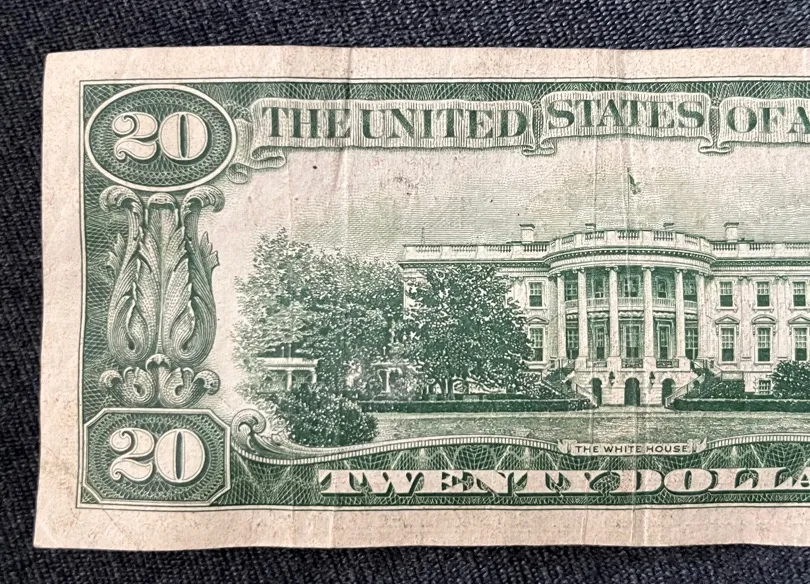 20
THE UNITED STATES OF A
THE WHITE HOUSE
20
TWENTY DOLLA